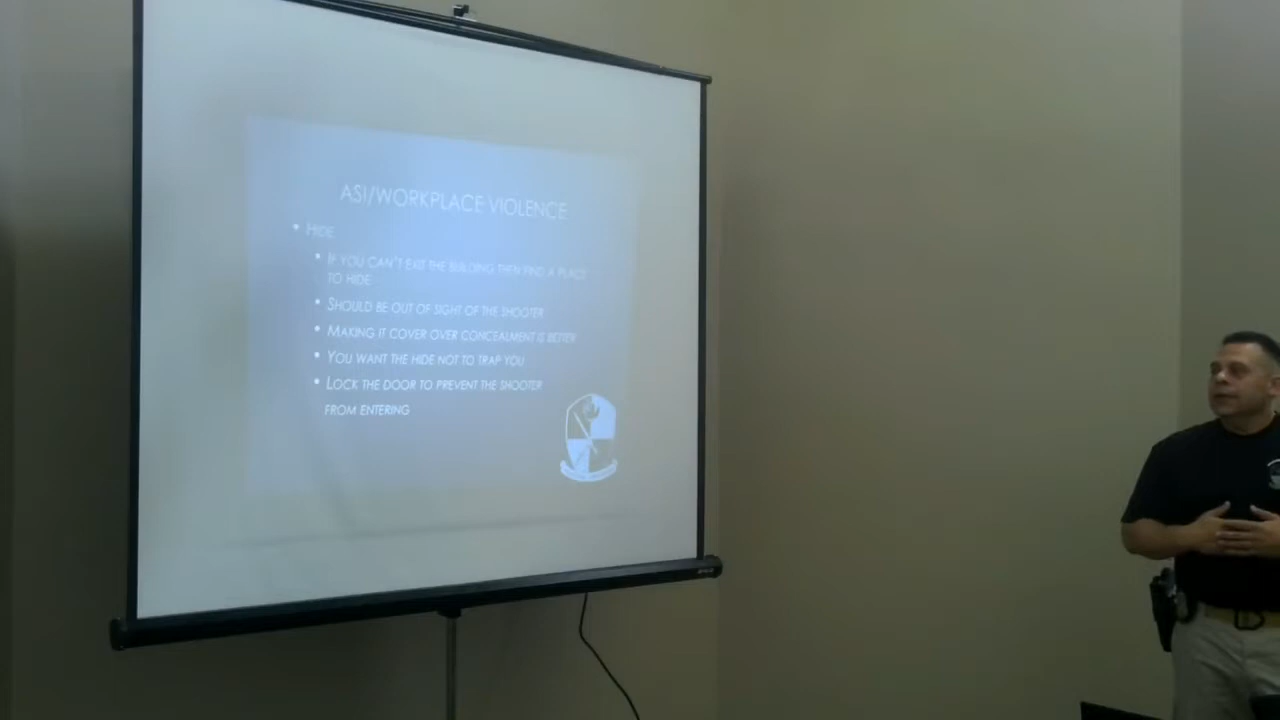 ASI/WORKPLACE VIOLENCE
• HIDE
• IF YOU CAN'T EXIT THE BUILDING THEN FIND A PLACE
TO HIDE
• SHOULD BE OUT OF SIGHT OF THE SHOOTER
• MAKING IT COVER OVER CONCEALMENT IS BETTER
• YOU WANT THE HIDE NOT TO TRAP YOU
• LOCK THE DOOR TO PREVENT THE SHOOTER
FROM ENTERING